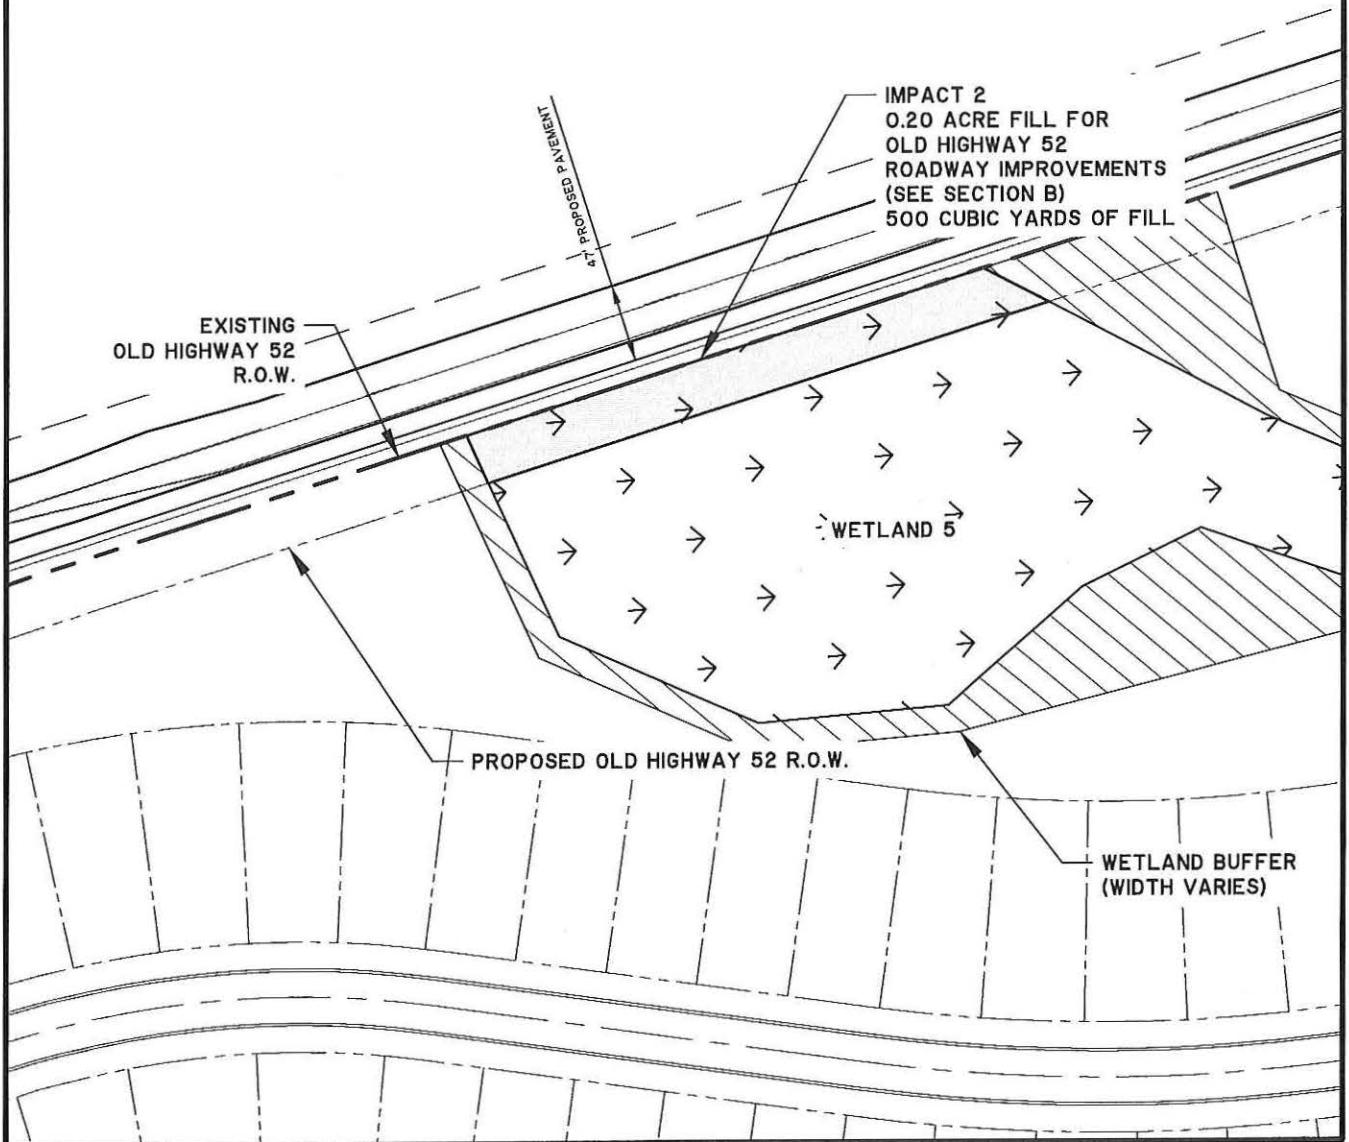 47' PROPOSED PAVEMENT
IMPACT 2
0.20 ACRE FILL FOR
OLD HIGHWAY 52
ROADWAY IMPROVEMENTS
(SEE SECTION B)
500 CUBIC YARDS OF FILL
EXISTING
OLD HIGHWAY 52
R.O.W.
WETLAND 5
PROPOSED OLD HIGHWAY 52 R.O.W.
WETLAND BUFFER
(WIDTH VARIES)